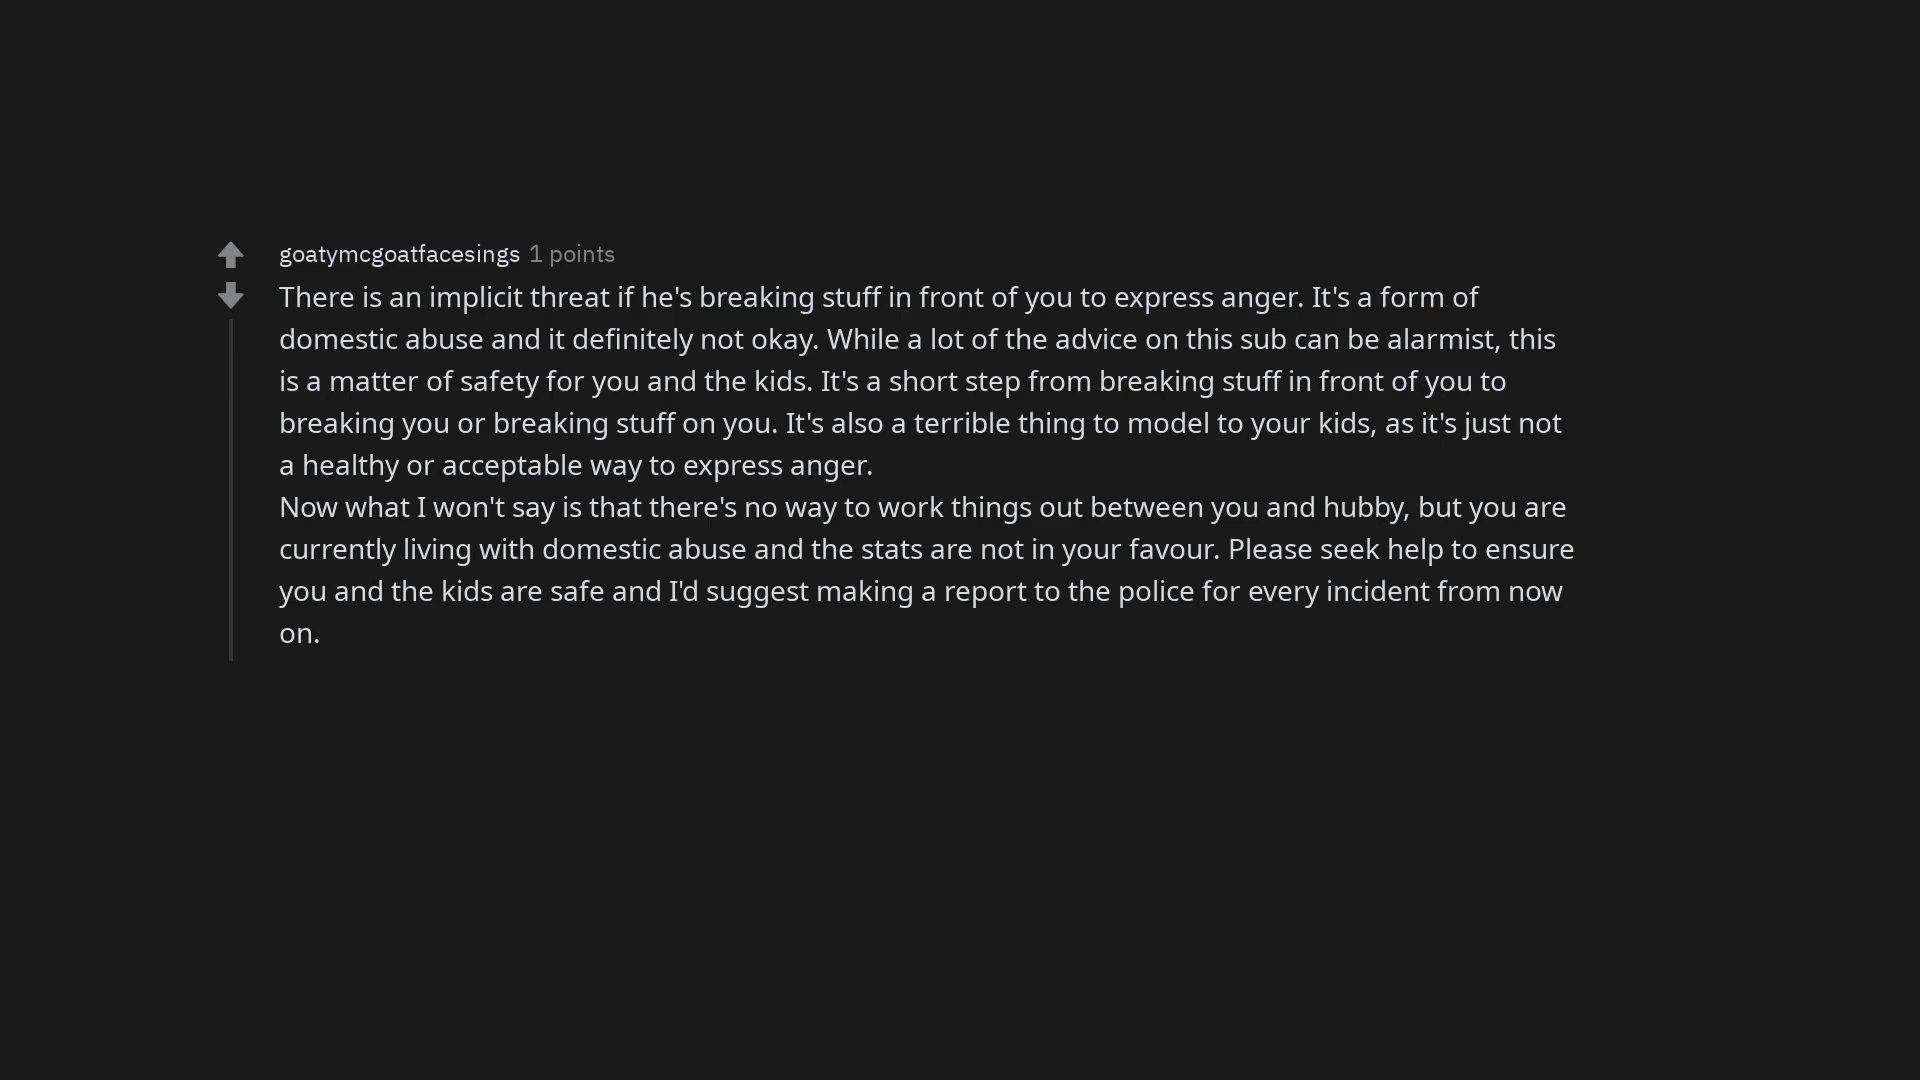 goatymcgoatfacesings 1 points
There is an implicit threat if he's breaking stuff in front of you to express anger. It's a form of
domestic abuse and it definitely not okay. While a lot of the advice on this sub can be alarmist, this
is a matter of safety for you and the kids. It's a short step from breaking stuff in front of you to
breaking you or breaking stuff on you. It's also a terrible thing to model to your kids, as it's just not
a healthy or acceptable way to express anger.
Now what I won't say is that there's no way to work things out between you and hubby, but you are
currently living with domestic abuse and the stats are not in your favour. Please seek help to ensure
you and the kids are safe and I'd suggest making a report to the police for every incident from now
on.